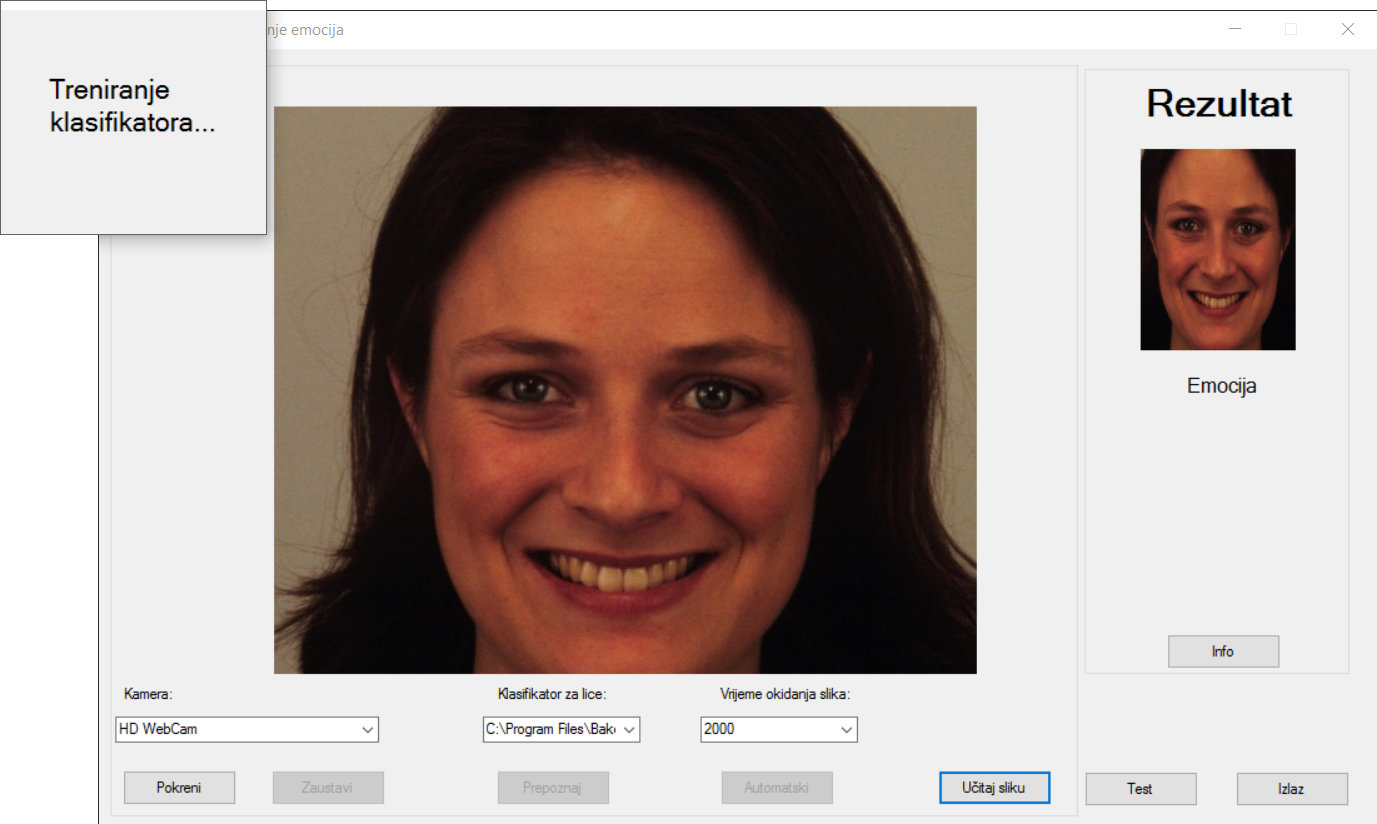 Treniranje
klasifikatora...
nje emocija
Rezultat
Emocija
Info
Kamera:
Klasifikator za lice:
Vrijeme okidanja slika:
HD WebCam
C:\Program Files\Bak
2000
Pokreni
Zaustavi
Prepoznaj
Automatski
Učitaj sliku
Test
Izlaz